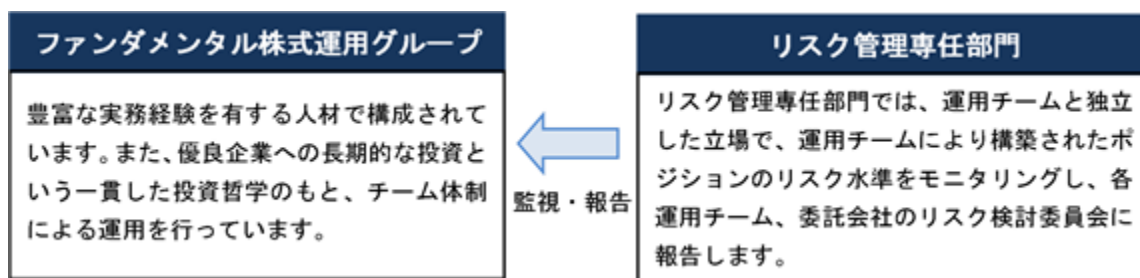 ファンダメンタル株式運用グループ
豊富な実務経験を有する人材で構成されて
います。また、優良企業への長期的な投資と
いう一貫した投資哲学のもと、チーム体制
による運用を行っています。
監視・報告
リスク管理専任部門
リスク管理専任部門では、運用チームと独立
した立場で、運用チームにより構築されたポ
ジションのリスク水準をモニタリングし、各
運用チーム、委託会社のリスク検討委員会に
報告します。